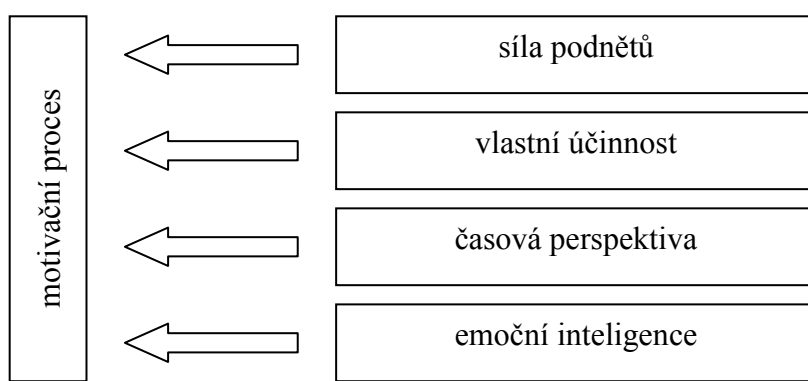 motivační proces
síla podnětů
vlastní účinnost
časová perspektiva
emoční inteligence